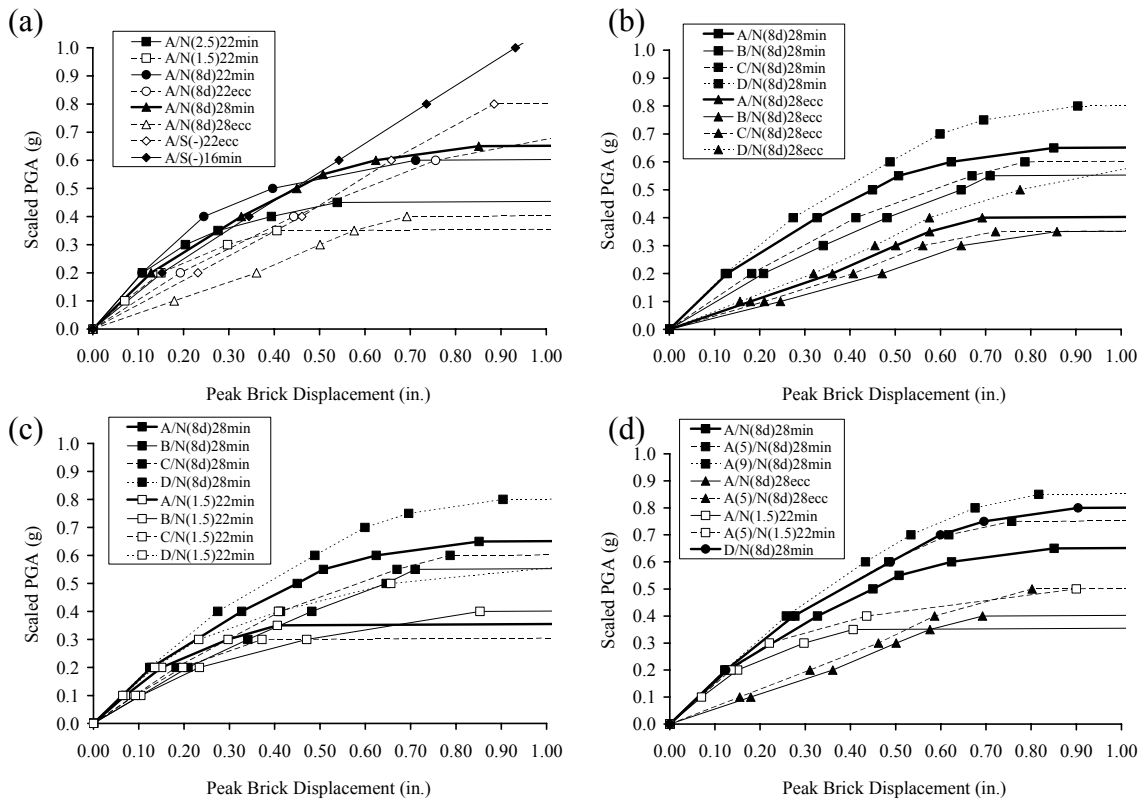 (a)
A/N(2.5)22min
A/N(1.5)22min
A/N(8d)22min
A/N(8d)22ecc
A/N(8d)28min
A/N(8d)28ecc
A/S(-)22ecc
A/S(-)16min
Scaled PGA (g)
1.0
0.9
0.8
0.7
0.6
0.5
0.4
0.3
0.2
0.1
0.0
0.00 0.10 0.20 0.30 0.40 0.50 0.60 0.70 0.80 0.90 1.00
Peak Brick Displacement (in.)
(b)
A/N(8d)28min
B/N(8d)28min
C/N(8d)28min
D/N(8d)28min
A/N(8d)28ecc
B/N(8d)28ecc
C/N(8d)28ecc
D/N(8d)28ecc
Scaled PGA (g)
1.0
0.9
0.8
0.7
0.6
0.5
0.4
0.3
0.2
0.1
0.0
0.00 0.10 0.20 0.30 0.40 0.50 0.60 0.70 0.80 0.90 1.00
Peak Brick Displacement (in.)
(c)
A/N(8d)28min
B/N(8d)28min
C/N(8d)28min
D/N(8d)28min
A/N(1.5)22min
B/N(1.5)22min
C/N(1.5)22min
D/N(1.5)22min
Scaled PGA (g)
1.0
0.9
0.8
0.7
0.6
0.5
0.4
0.3
0.2
0.1
0.0
0.00 0.10 0.20 0.30 0.40 0.50 0.60 0.70 0.80 0.90 1.00
Peak Brick Displacement (in.)
(d)
A/N(8d)28min
A(5)/N(8d)28min
A(9)/N(8d)28min
A/N(8d)28ecc
A(5)/N(8d)28ecc
A/N(1.5)22min
A(5)/N(1.5)22min
D/N(8d)28min
Scaled PGA (g)
1.0
0.9
0.8
0.7
0.6
0.5
0.4
0.3
0.2
0.1
0.0
0.00 0.10 0.20 0.30 0.40 0.50 0.60 0.70 0.80 0.90 1.00
Peak Brick Displacement (in.)